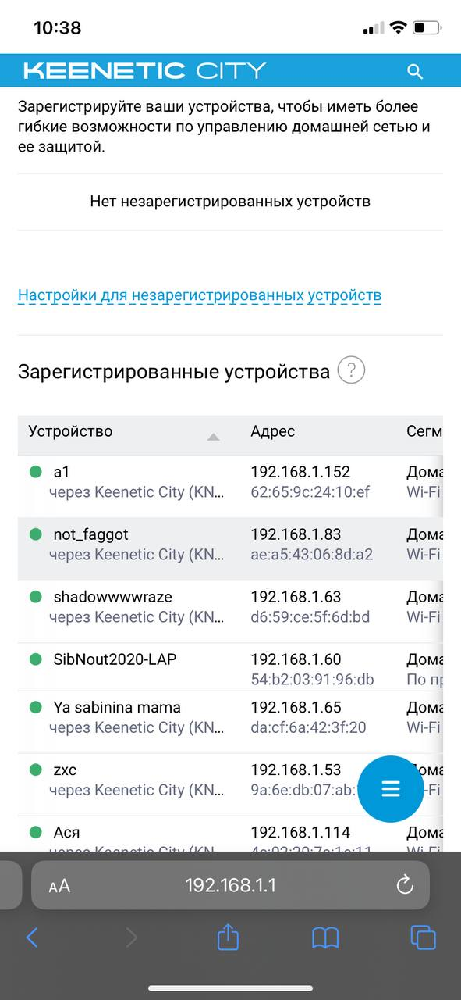 10:38
KEENETIC CITY
Зарегистрируйте ваши устройства, чтобы иметь более
гибкие возможности по управлению домашней сетью и
ее защитой.
Нет незарегистрированных устройств
Настройки для незарегистрированных устройств
Зарегистрированные устройства ?
Устройство Адрес Сегм
a1 192.168.1.152 Дома
через Keenetic City (KN... 62:65:9c:24:10:ef Wi-Fi
not_faggot 192.168.1.83 Дома
через Keenetic City (KN... ae:a5:43:06:8d:a2 Wi-Fi
shadowwwwraze 192.168.1.63 Дома
через Keenetic City (KN... d6:59:ce:5f:6d:bd Wi-Fi
SibNout2020-LAP 192.168.1.60 Дома
54:b2:03:91:96:db По пр
Ya sabinina mama 192.168.1.65 Дома
через Keenetic City (KN... da:cf:6a:42:3f:20 Wi-Fi
zxc 192.168.1.53 Дома
через Keenetic City (KN... 9a:6e:db:07:ab: -Fi
Ася 192.168.1.114 Дома
через Keenetic City (KN
AA 192.168.1.1